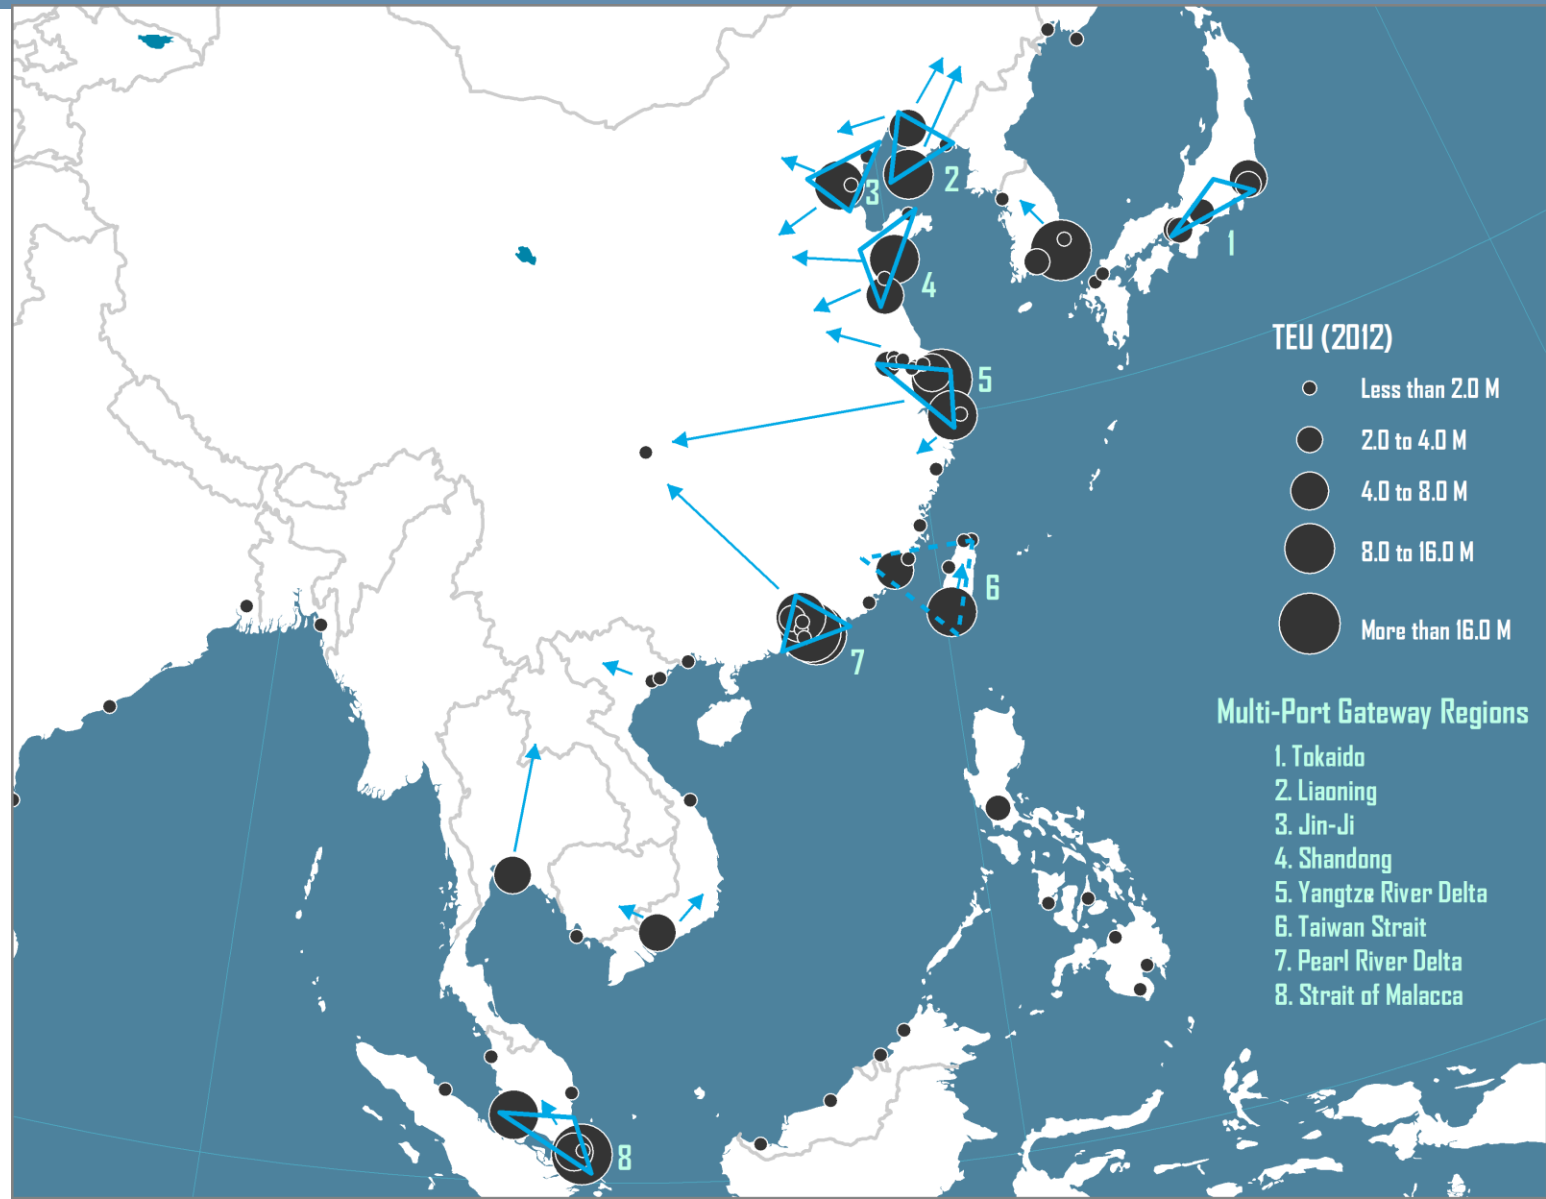 3
2
1
4
5
6
7
8
TEU (2012)
Less than 2.0 M
2.0 to 4.0 M
4.0 to 8.0 M
8.0 to 16.0 M
More than 16.0 M
Multi-Port Gateway Regions
1. Tokaido
2. Liaoning
3. Jin-Ji
4. Shandong
5. Yangtze River Delta
6. Taiwan Strait
7. Pearl River Delta
8. Strait of Malacca